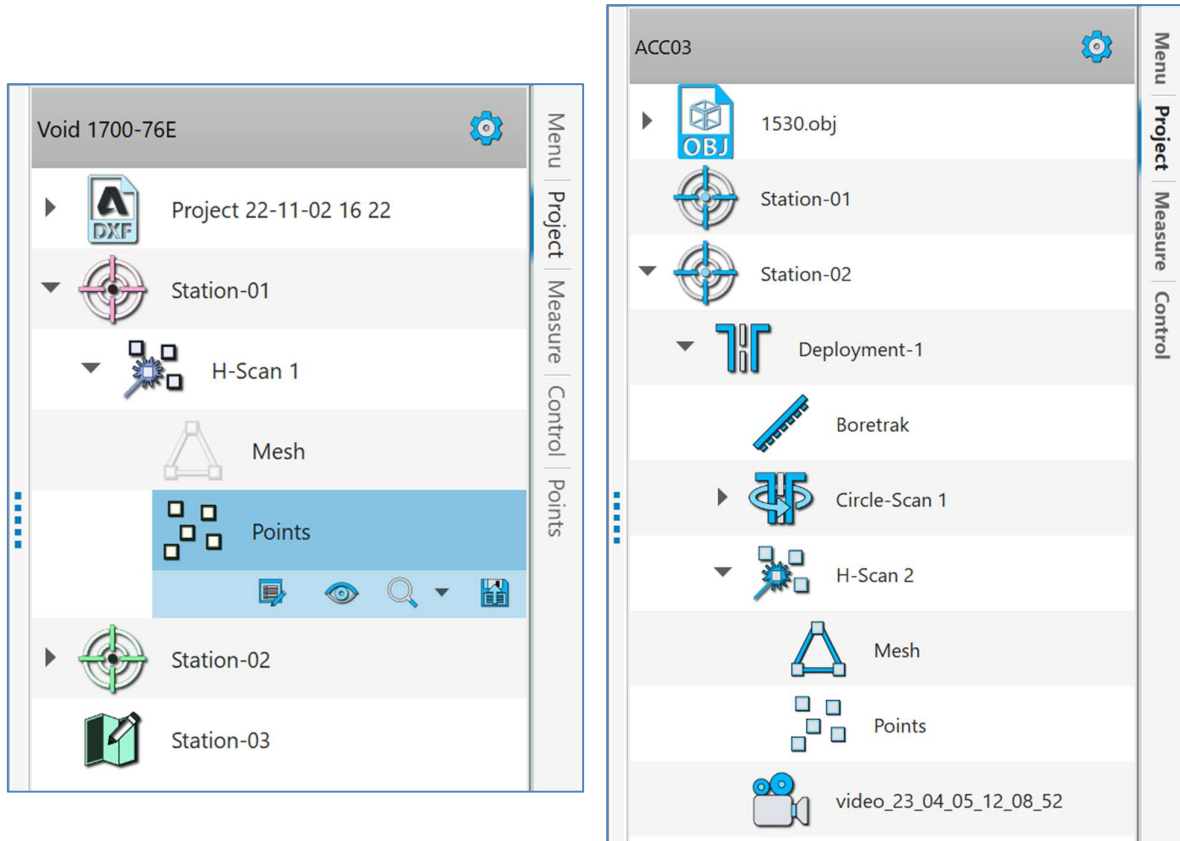 Void 1700-76E
DXF
Project 22-11-02 16 22
Station-01
H-Scan 1
Mesh
Points
Station-02
Station-03
Menu
Project
Measure
Control
Points
ACC03
OBJ
1530.obj
Station-01
Station-02
Deployment-1
Boretrak
Circle-Scan 1
H-Scan 2
Mesh
Points
video_23_04_05_12_08_52
Menu
Project
Measure
Control